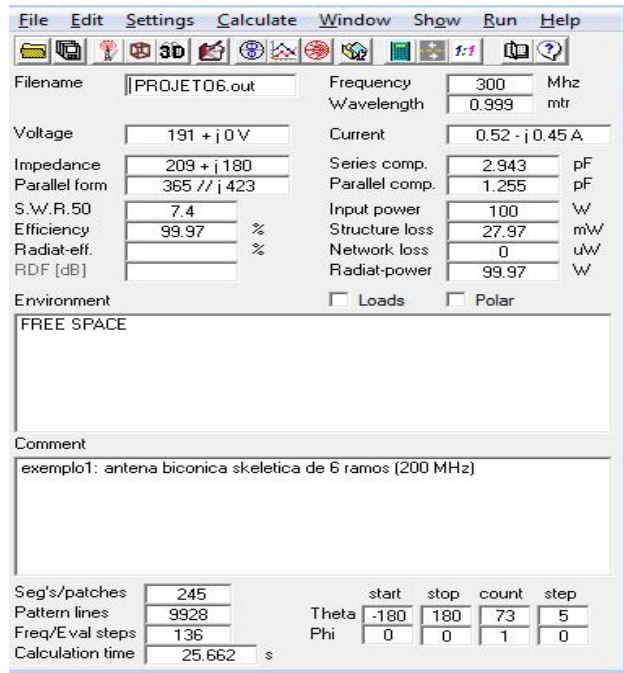 File Edit Settings Calculate Window Show Run Help
3D 1:1
Filename PROJETO6.out Frequency 300 Mhz
Wavelength 0.999 mtr
Voltage 191 + j 0 V Current 0.52 - j 0.45 A
Impedance 209 + j 180 Series comp. 2.943 pF
Parallel form 365 // j 423 Parallel comp. 1.255 pF
S.W.R.50 7.4 Input power 100 W
Efficiency 99.97 % Structure loss 27.97 mW
Radiat-eff. % Network loss 0 uW
RDF [dB] Radiat-power 99.97 W
Environment Loads Polar
FREE SPACE
Comment
exemplo1: antena biconica skeletica de 6 ramos (200 MHz)
Seg's/patches 245 start stop count step
Pattern lines 9928 Theta -180 180 73 5
Freq/Eval steps 136 Phi 0 0 1 0
Calculation time 25.662 s